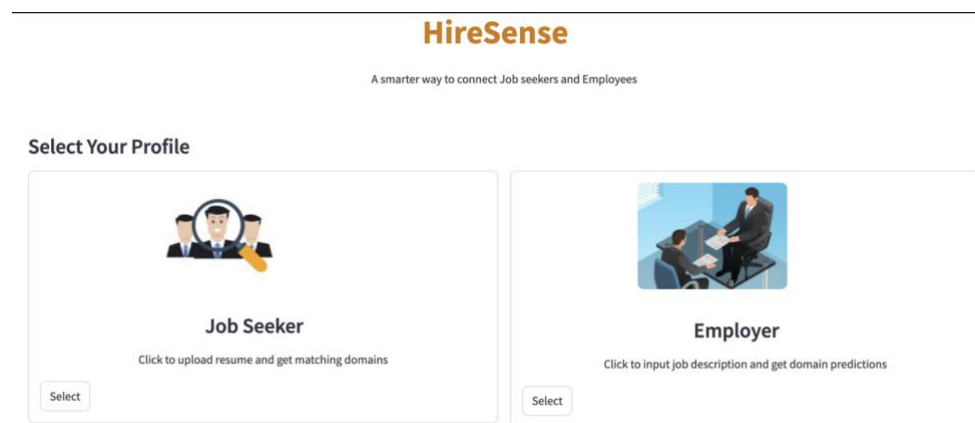 HireSense
A smarter way to connect Job seekers and Employees
Select Your Profile
Job Seeker
Click to upload resume and get matching domains
Select
Employer
Click to input job description and get domain predictions
Select